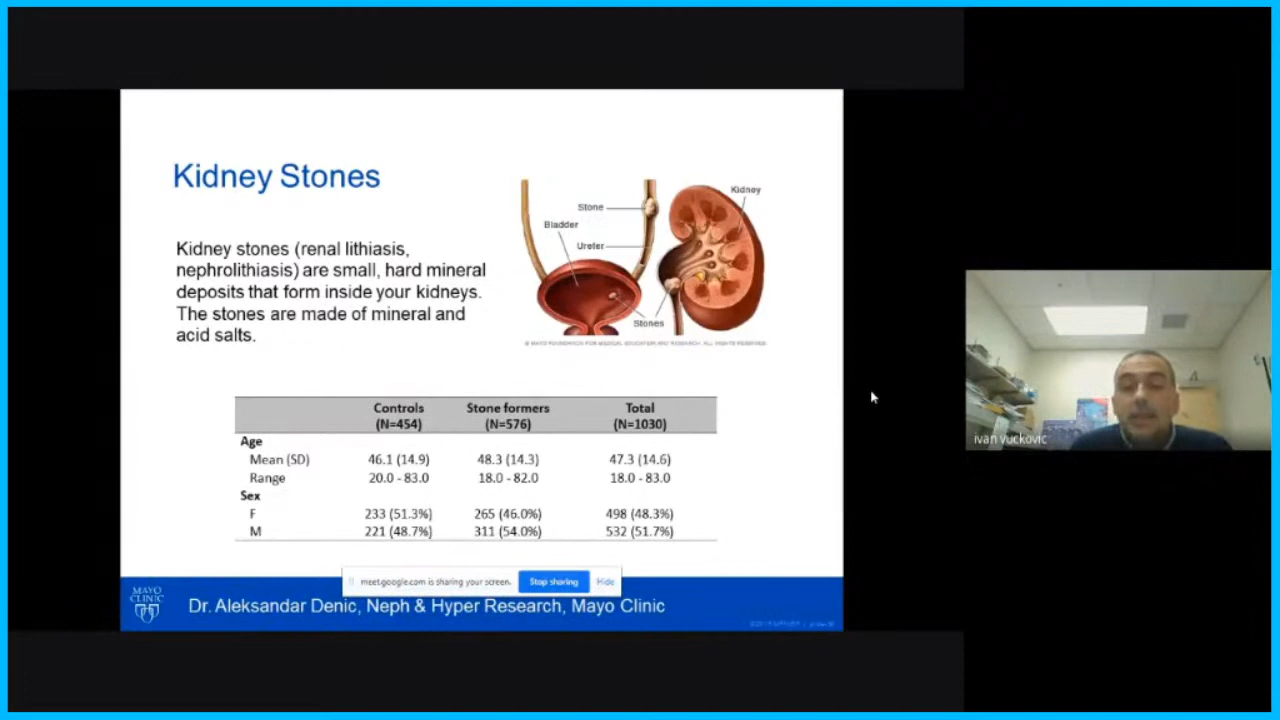 Kidney Stones
Kidney stones (renal lithiasis,
nephrolithiasis) are small, hard mineral
deposits that form inside your kidneys.
The stones are made of mineral and
acid salts.
Kidney
Stone
Bladder
Ureter
Stones
© MAYO FOUNDATION FOR MEDICAL EDUCATION AND RESEARCH. ALL RIGHTS RESERVED.
Controls Stone formers Total
(N=454) (N=576) (N=1030)
Age
Mean (SD) 46.1 (14.9) 48.3 (14.3) 47.3 (14.6)
Range 20.0 - 83.0 18.0 - 82.0 18.0 - 83.0
Sex
F 233 (51.3%) 265 (46.0%) 498 (48.3%)
M 221 (48.7%) 311 (54.0%) 532 (51.7%)
meet.google.com is sharing your screen. Stop sharing Hide
MAYO
CLINIC
Dr. Aleksandar Denic, Neph & Hyper Research, Mayo Clinic
ivan vuckovic